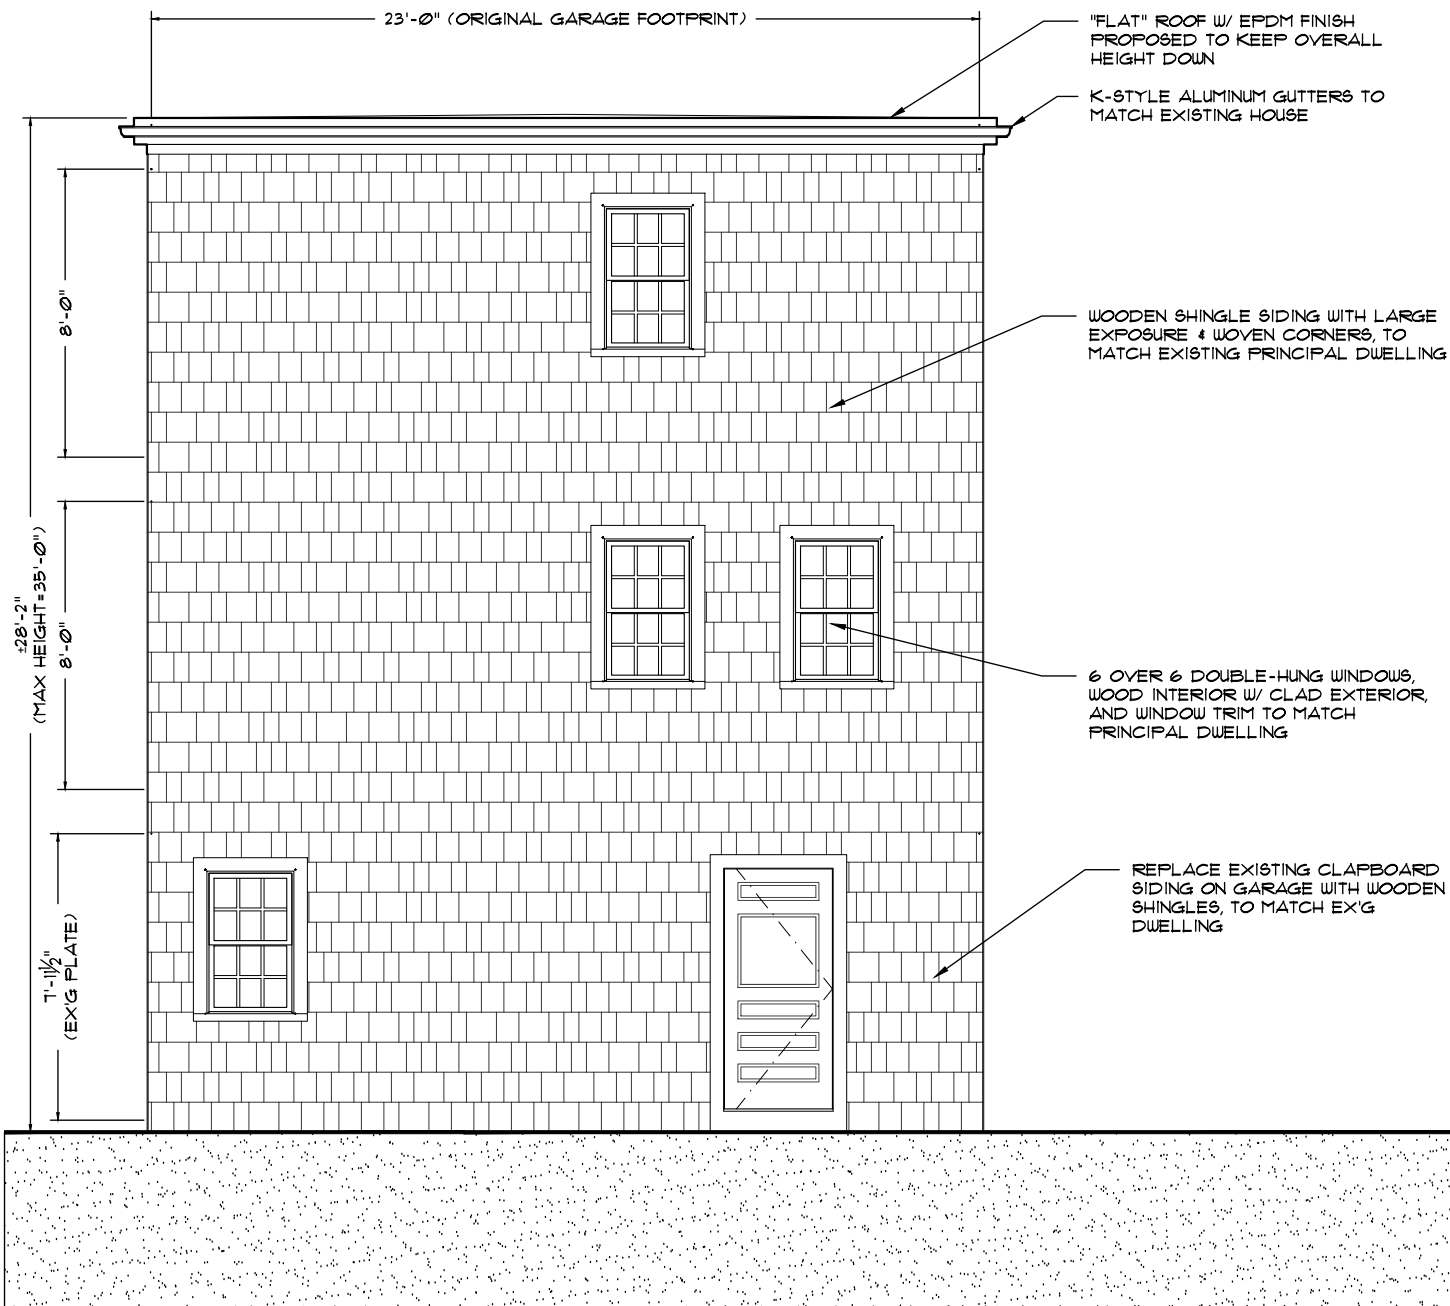 23'-0" (ORIGINAL GARAGE FOOTPRINT)
"FLAT" ROOF W/ EPDM FINISH
PROPOSED TO KEEP OVERALL
HEIGHT DOWN
K-STYLE ALUMINUM GUTTERS TO
MATCH EXISTING HOUSE
8'-0"
WOODEN SHINGLE SIDING WITH LARGE
EXPOSURE & WOVEN CORNERS, TO
MATCH EXISTING PRINCIPAL DWELLING
±28'-2"
(MAX HEIGHT=35'-0")
8'-0"
6 OVER 6 DOUBLE-HUNG WINDOWS,
WOOD INTERIOR W/ CLAD EXTERIOR,
AND WINDOW TRIM TO MATCH
PRINCIPAL DWELLING
7'-11½"
(EX'G PLATE)
REPLACE EXISTING CLAPBOARD
SIDING ON GARAGE WITH WOODEN
SHINGLES, TO MATCH EX'G
DWELLING